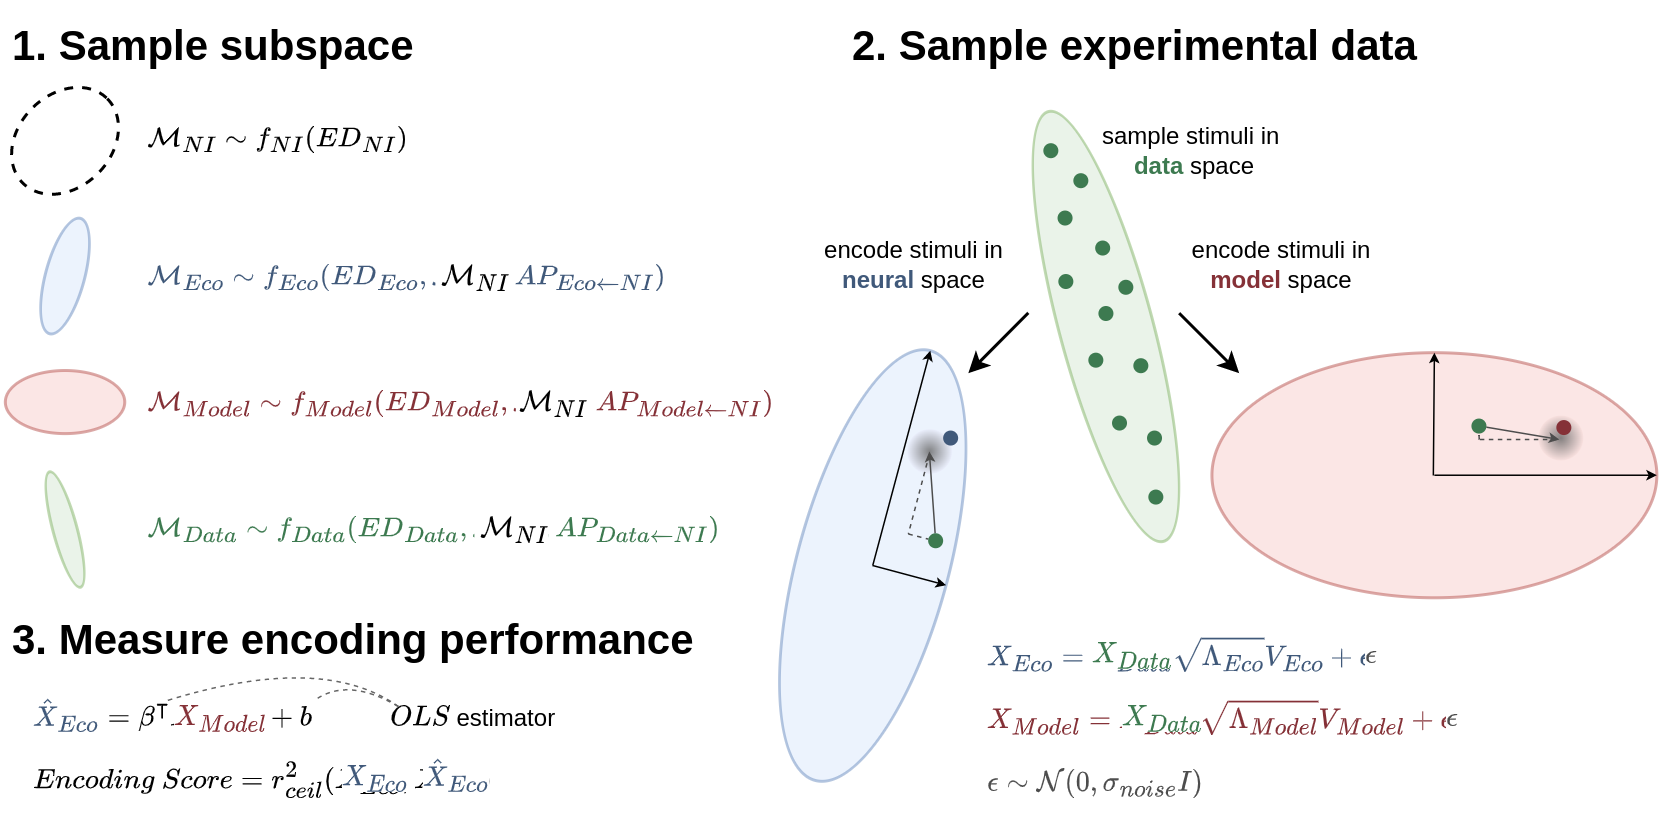 1. Sample subspace
ℳ_NI ∼ f_NI(ED_NI)
ℳ_Eco ∼ f_Eco(ED_Eco, ℳ_NI AP_Eco←NI)
ℳ_Model ∼ f_Model(ED_Model, ℳ_NI AP_Model←NI)
ℳ_Data ∼ f_Data(ED_Data, ℳ_NI AP_Data←NI)
2. Sample experimental data
sample stimuli in
data space
encode stimuli in
neural space
encode stimuli in
model space
X_Eco = X_Data √Λ_Eco V_Eco + ϵ
X_Model = X_Data √Λ_Model V_Model + ϵ
ϵ ∼ 𝒩(0, σ_noise I)
3. Measure encoding performance
X̂_Eco = β^⊤ X_Model + b
OLS estimator
Encoding Score = r²_ceil(X_Eco X̂_Eco